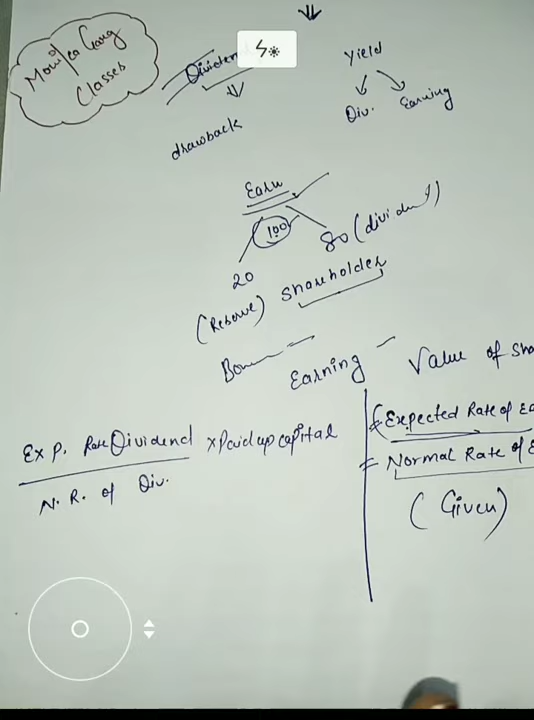 Monika Garg
Classes
Dividend
Yield
drawback
Div. Earning
Earn
100
20
80 (dividend)
(Reserve) Shareholder
Earning
Value of Sha
Exp. Rate Dividend x Paid up capital
N. R. of Div.
Expected Rate of Ea
= Normal Rate of E
(Given)